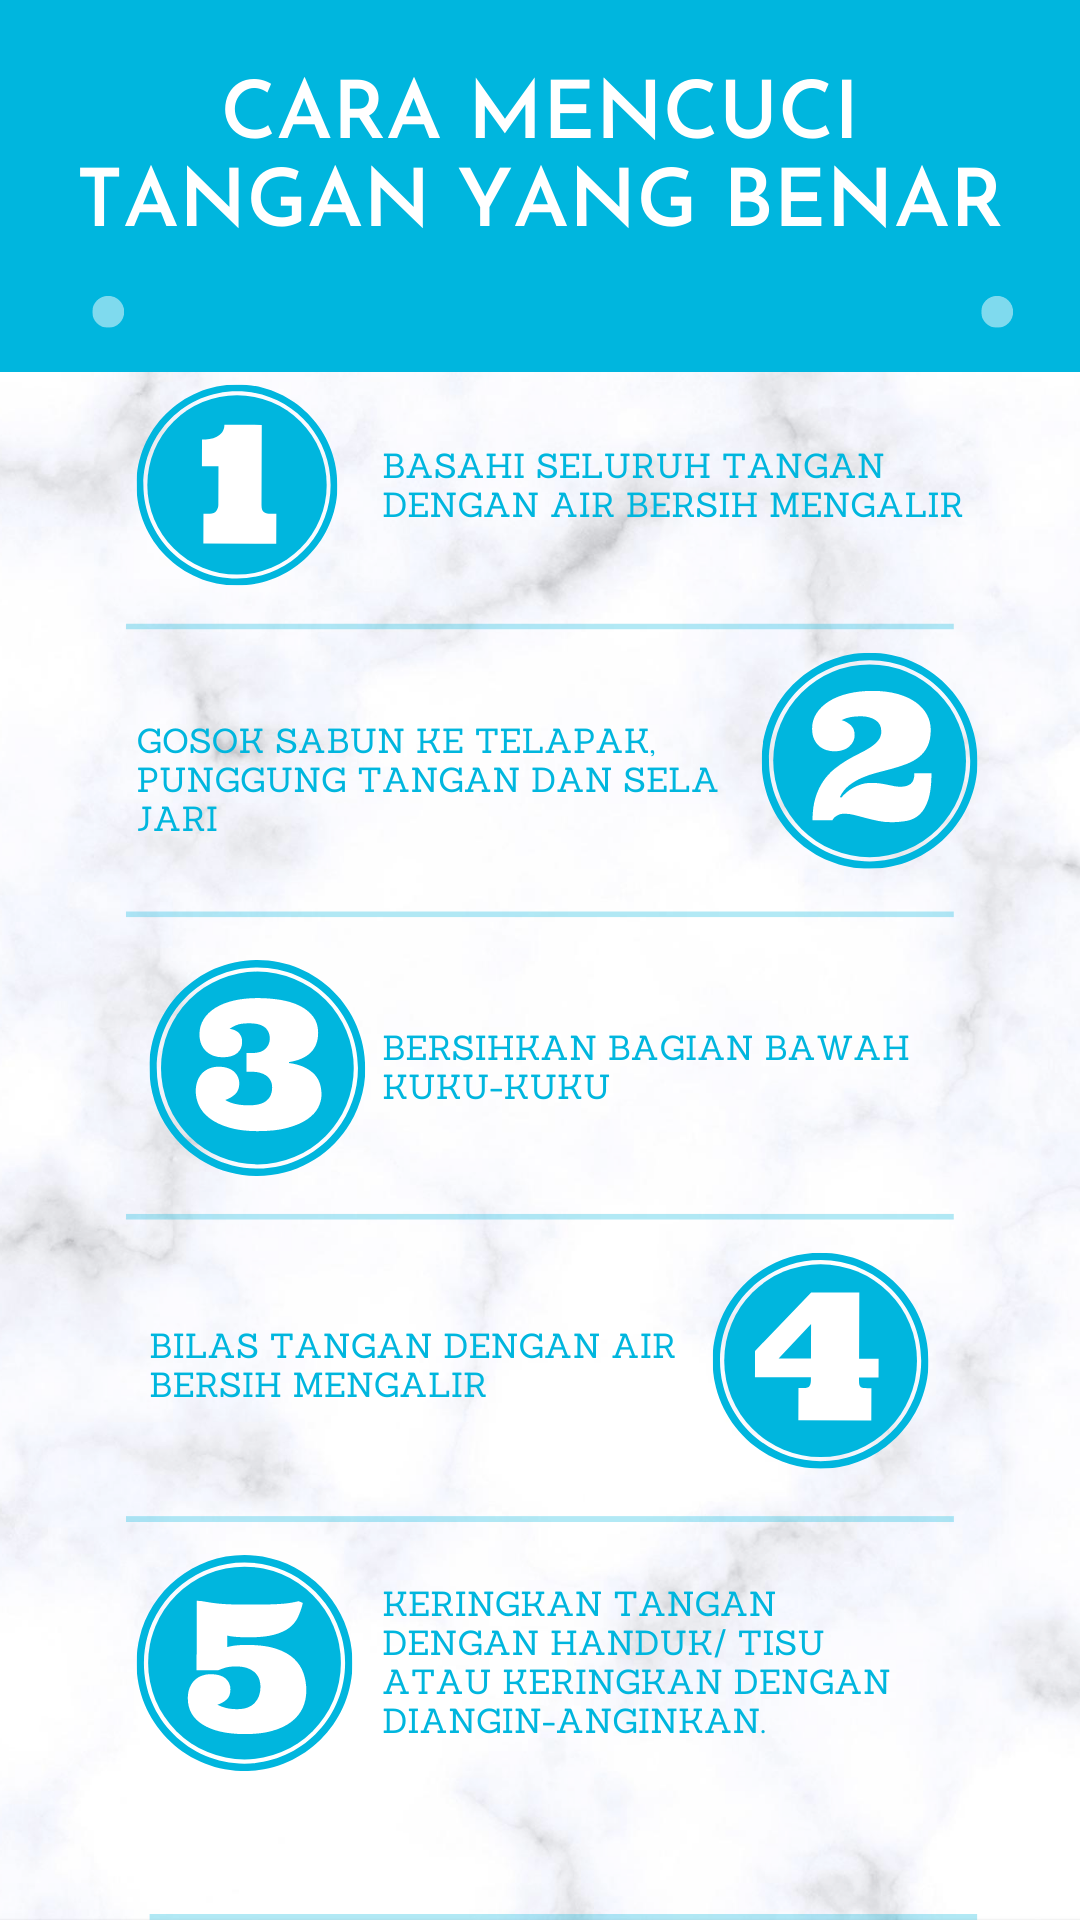 CARA MENCUCI
TANGAN YANG BENAR
1
BASAHI SELURUH TANGAN
DENGAN AIR BERSIH MENGALIR
GOSOK SABUN KE TELAPAK,
PUNGGUNG TANGAN DAN SELA
JARI
2
3
BERSIHKAN BAGIAN BAWAH
KUKU-KUKU
BILAS TANGAN DENGAN AIR
BERSIH MENGALIR
4
5
KERINGKAN TANGAN
DENGAN HANDUK/ TISU
ATAU KERINGKAN DENGAN
DIANGIN-ANGINKAN.